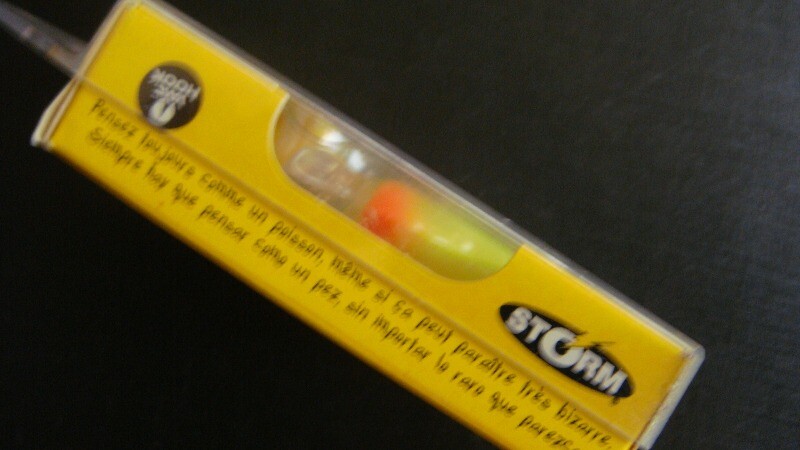 VMC
HOOK
Pensez toujours comme un poisson, même si ça peut paraître très bizarre,
Siempre hay que pensar como un pez, sin importar lo raro que parezca
STORM